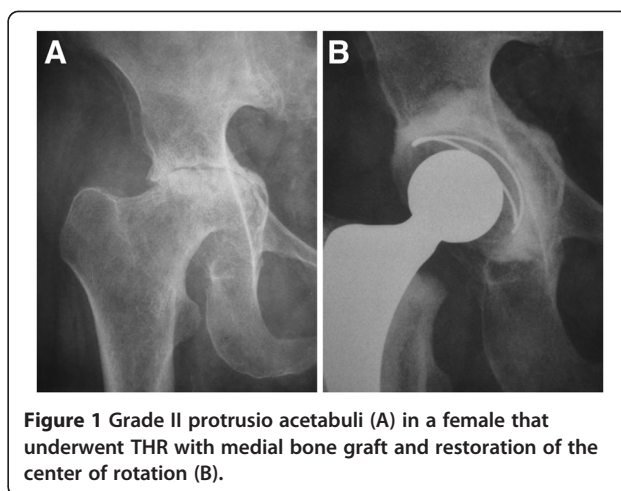 A
B
Figure 1 Grade II protrusio acetabuli (A) in a female that
underwent THR with medial bone graft and restoration of the
center of rotation (B).